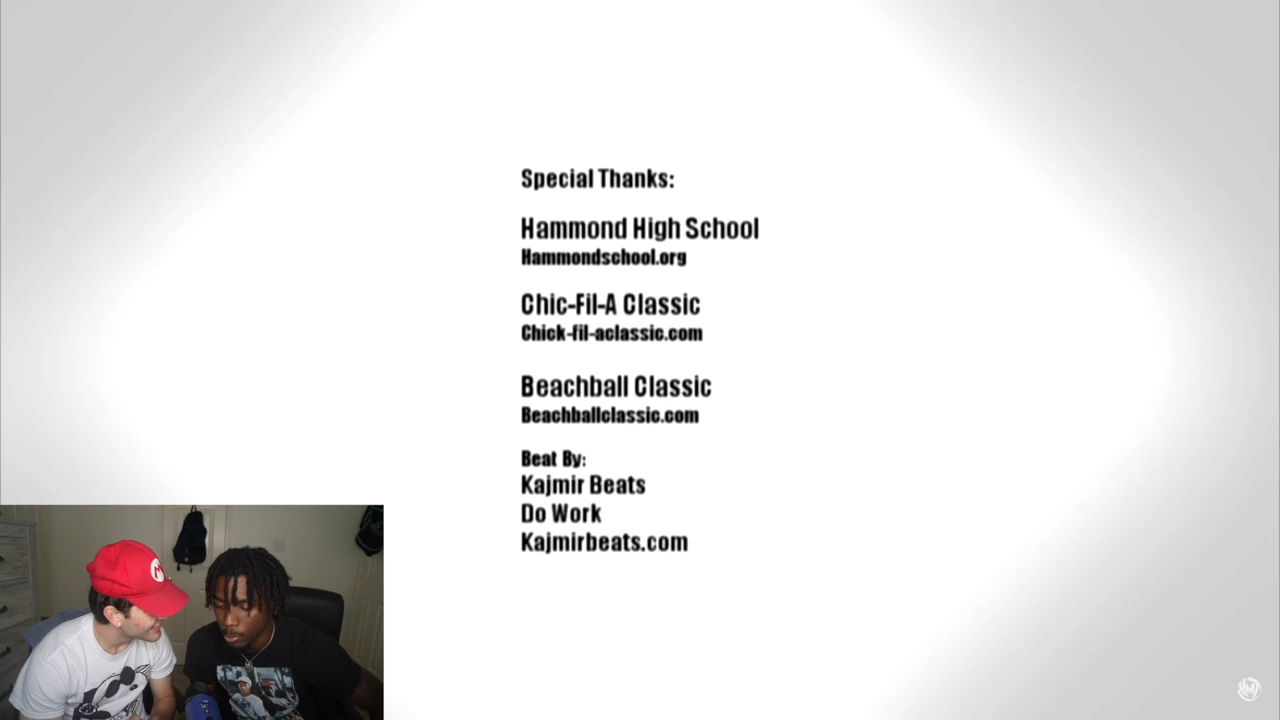 Special Thanks:
Hammond High School
Hammondschool.org
Chic-Fil-A Classic
Chick-fil-aclassic.com
Beachball Classic
Beachballclassic.com
Beat By:
Kajmir Beats
Do Work
Kajmirbeats.com
M